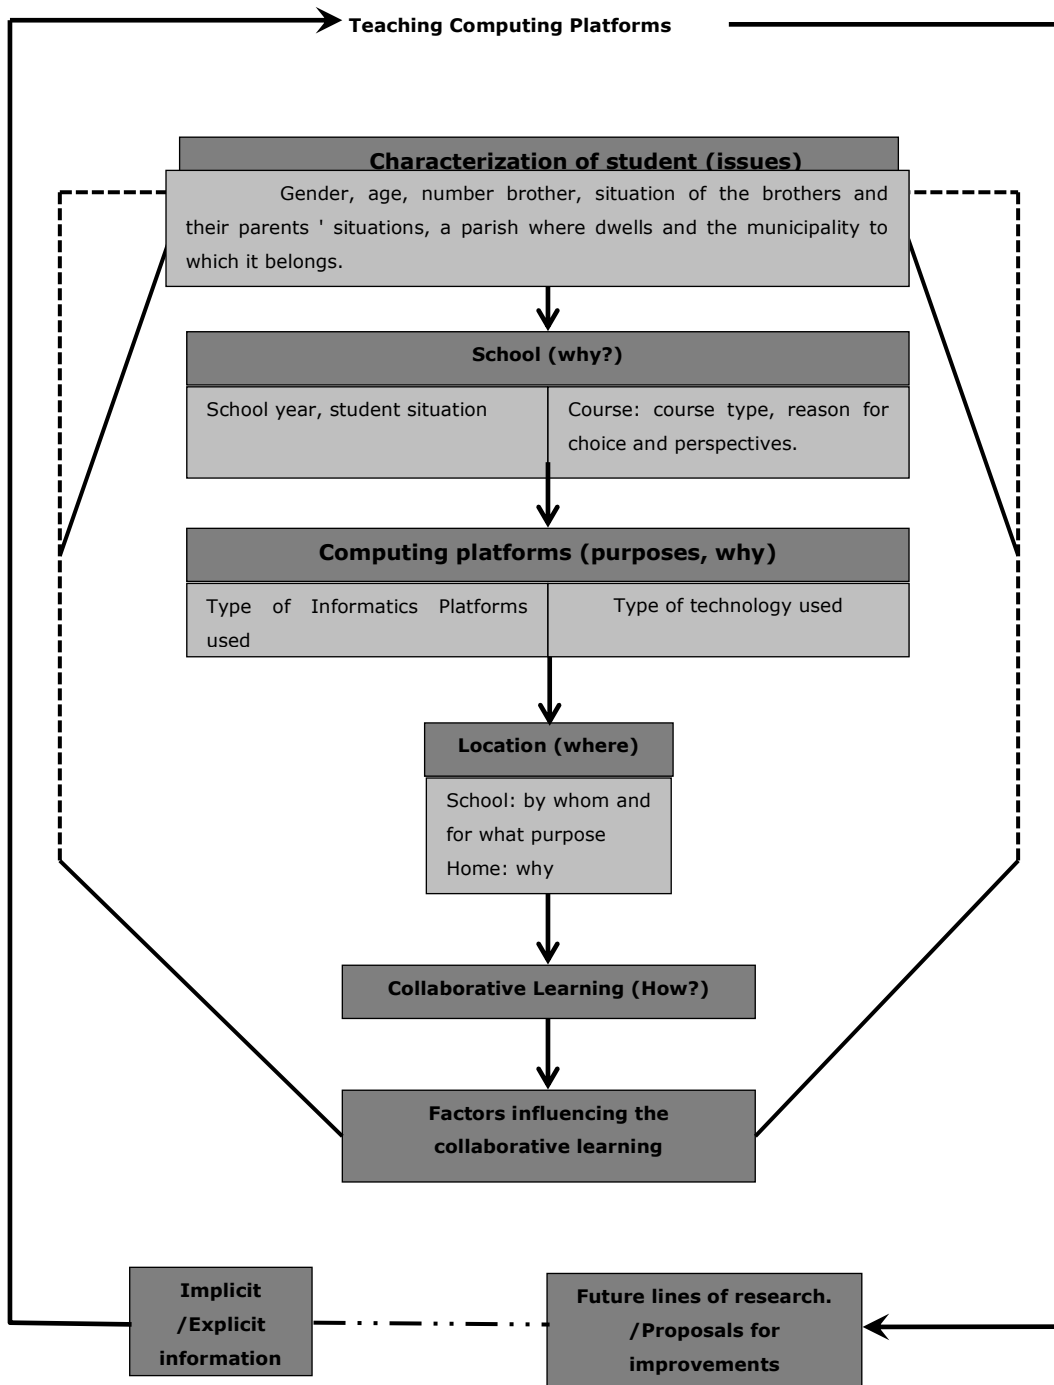 Teaching Computing Platforms
Characterization of student (issues)
Gender, age, number brother, situation of the brothers and
their parents ' situations, a parish where dwells and the municipality to
which it belongs.
School (why?)
School year, student situation
Course: course type, reason for
choice and perspectives.
Computing platforms (purposes, why)
Type of Informatics Platforms
used
Type of technology used
Location (where)
School: by whom and
for what purpose
Home: why
Collaborative Learning (How?)
Factors influencing the
collaborative learning
Implicit
/Explicit
information
Future lines of research.
/Proposals for
improvements